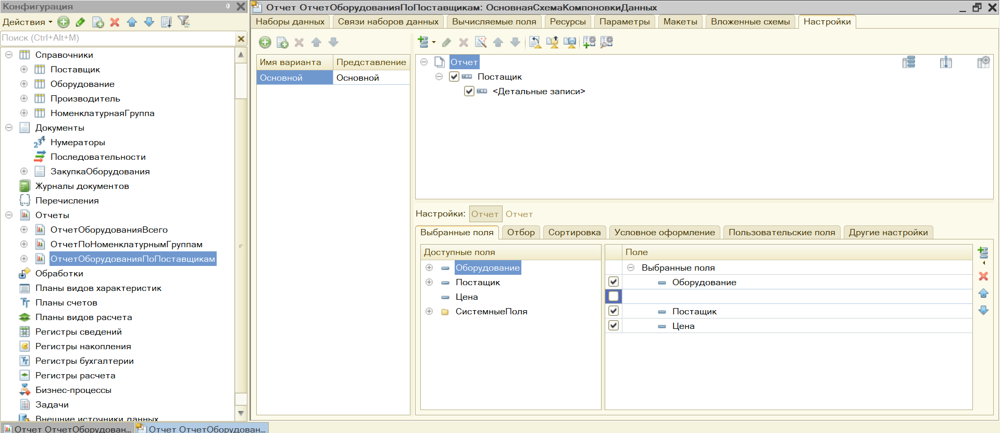 Конфигурация
Действия
Поиск (Ctrl+Alt+M)
Справочники
Поставщик
Оборудование
Производитель
НоменклатурнаяГруппа
Документы
Нумераторы
Последовательности
ЗакупкаОборудования
Журналы документов
Перечисления
Отчеты
ОтчетОборудованияВсего
ОтчетПоНоменклатурнымГруппам
ОтчетОборудованияПоПоставщикам
Обработки
Планы видов характеристик
Планы счетов
Планы видов расчета
Регистры сведений
Регистры накопления
Регистры бухгалтерии
Регистры расчета
Бизнес-процессы
Задачи
Внешние источники данных
Отчет ОтчетОборудованияПоПоставщикам: ОсновнаяСхемаКомпоновкиДанных
Наборы данных
Связи наборов данных
Вычисляемые поля
Ресурсы
Параметры
Макеты
Вложенные схемы
Настройки
Имя варианта
Представление
Основной
Основной
Отчет
Постащик
<Детальные записи>
Настройки:
Отчет
Отчет
Выбранные поля
Отбор
Сортировка
Условное оформление
Пользовательские поля
Другие настройки
Доступные поля
Оборудование
Постащик
Цена
СистемныеПоля
Поле
Выбранные поля
Оборудование
Постащик
Цена
Отчет ОтчетОборудован...
Отчет ОтчетОборудован...